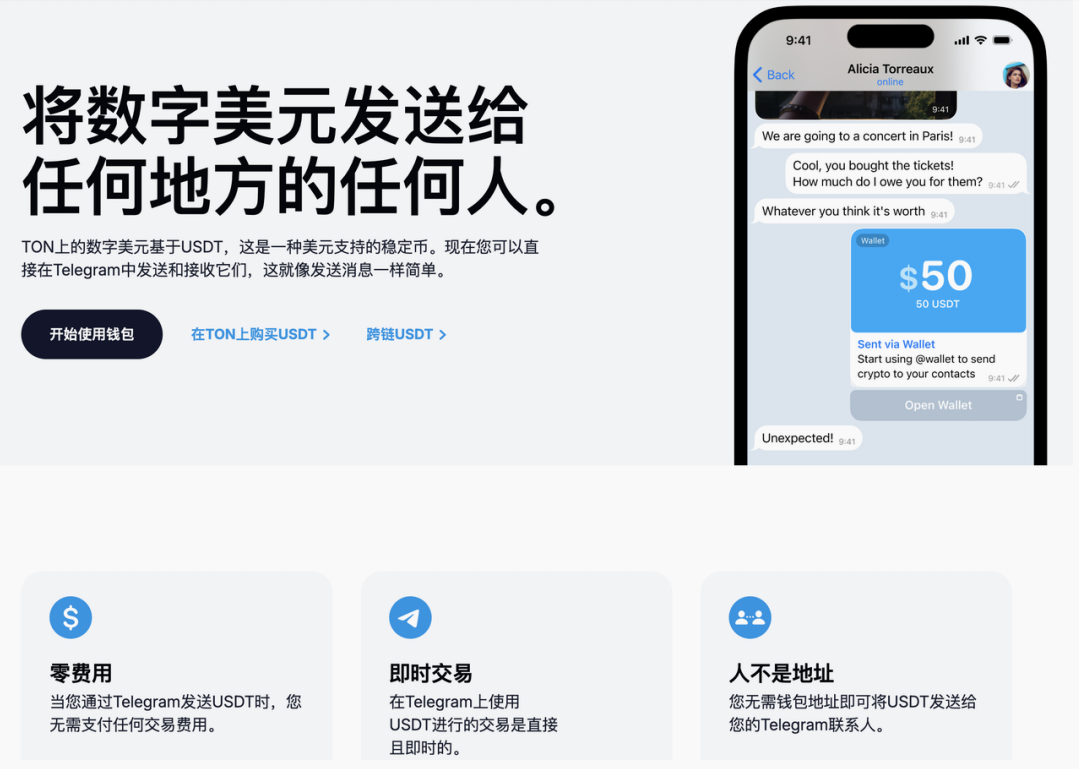 将数字美元发送给
任何地方的任何人。
TON上的数字美元基于USDT，这是一种美元支持的稳定币。现在您可以直
接在Telegram中发送和接收它们，这就像发送消息一样简单。
开始使用钱包
在TON上购买USDT
跨链USDT
9:41
Back
Alicia Torreaux
online
9:41
We are going to a concert in Paris! 9:41
Cool, you bought the tickets!
How much do I owe you for them? 9:41
Whatever you think it's worth 9:41
Wallet
$50
50 USDT
Sent via Wallet
Start using @wallet to send
crypto to your contacts 9:41
Open Wallet
Unexpected! 9:41
零费用
当您通过Telegram发送USDT时，您
无需支付任何交易费用。
即时交易
在Telegram上使用
USDT进行的交易是直接
且即时的。
人不是地址
您无需钱包地址即可将USDT发送给
您的Telegram联系人。